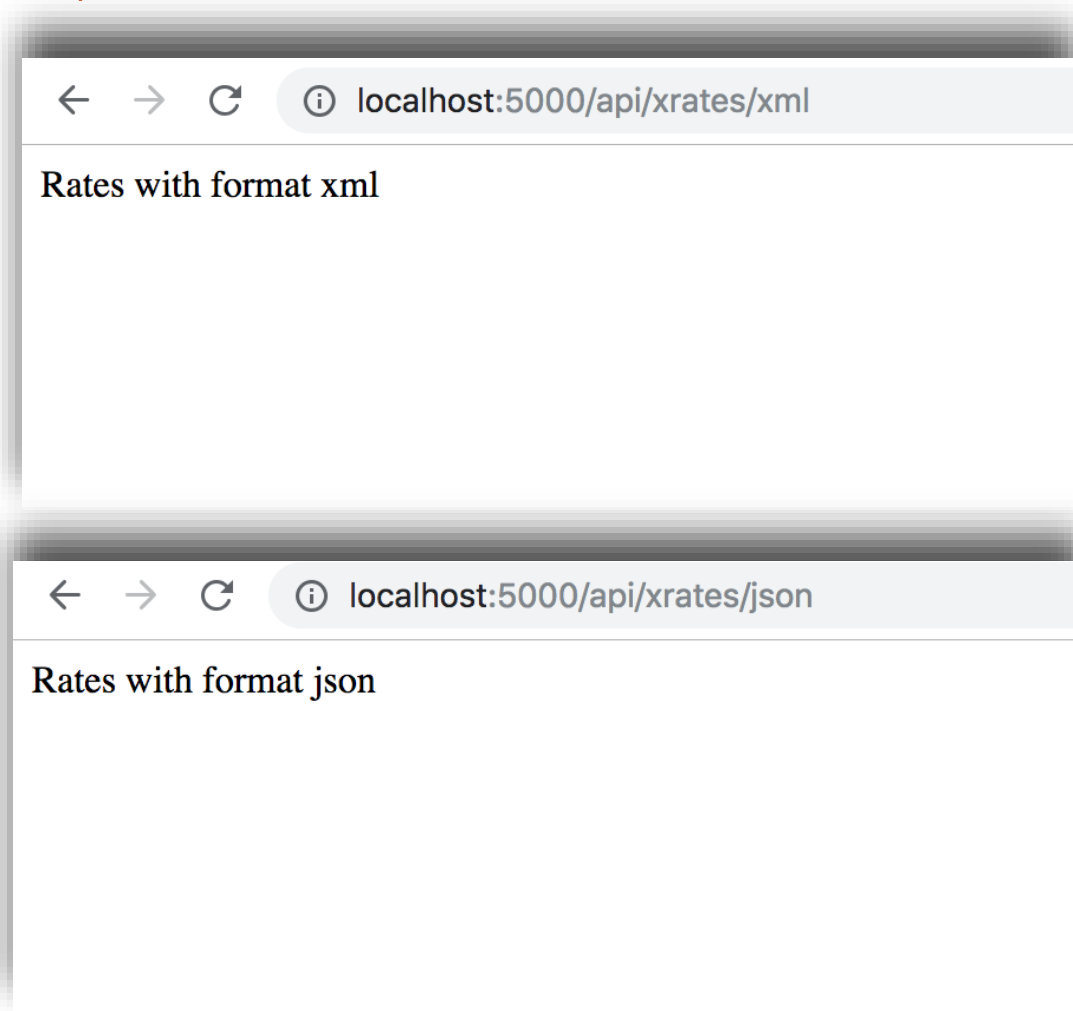 localhost:5000/api/xrates/xml
Rates with format xml
localhost:5000/api/xrates/json
Rates with format json